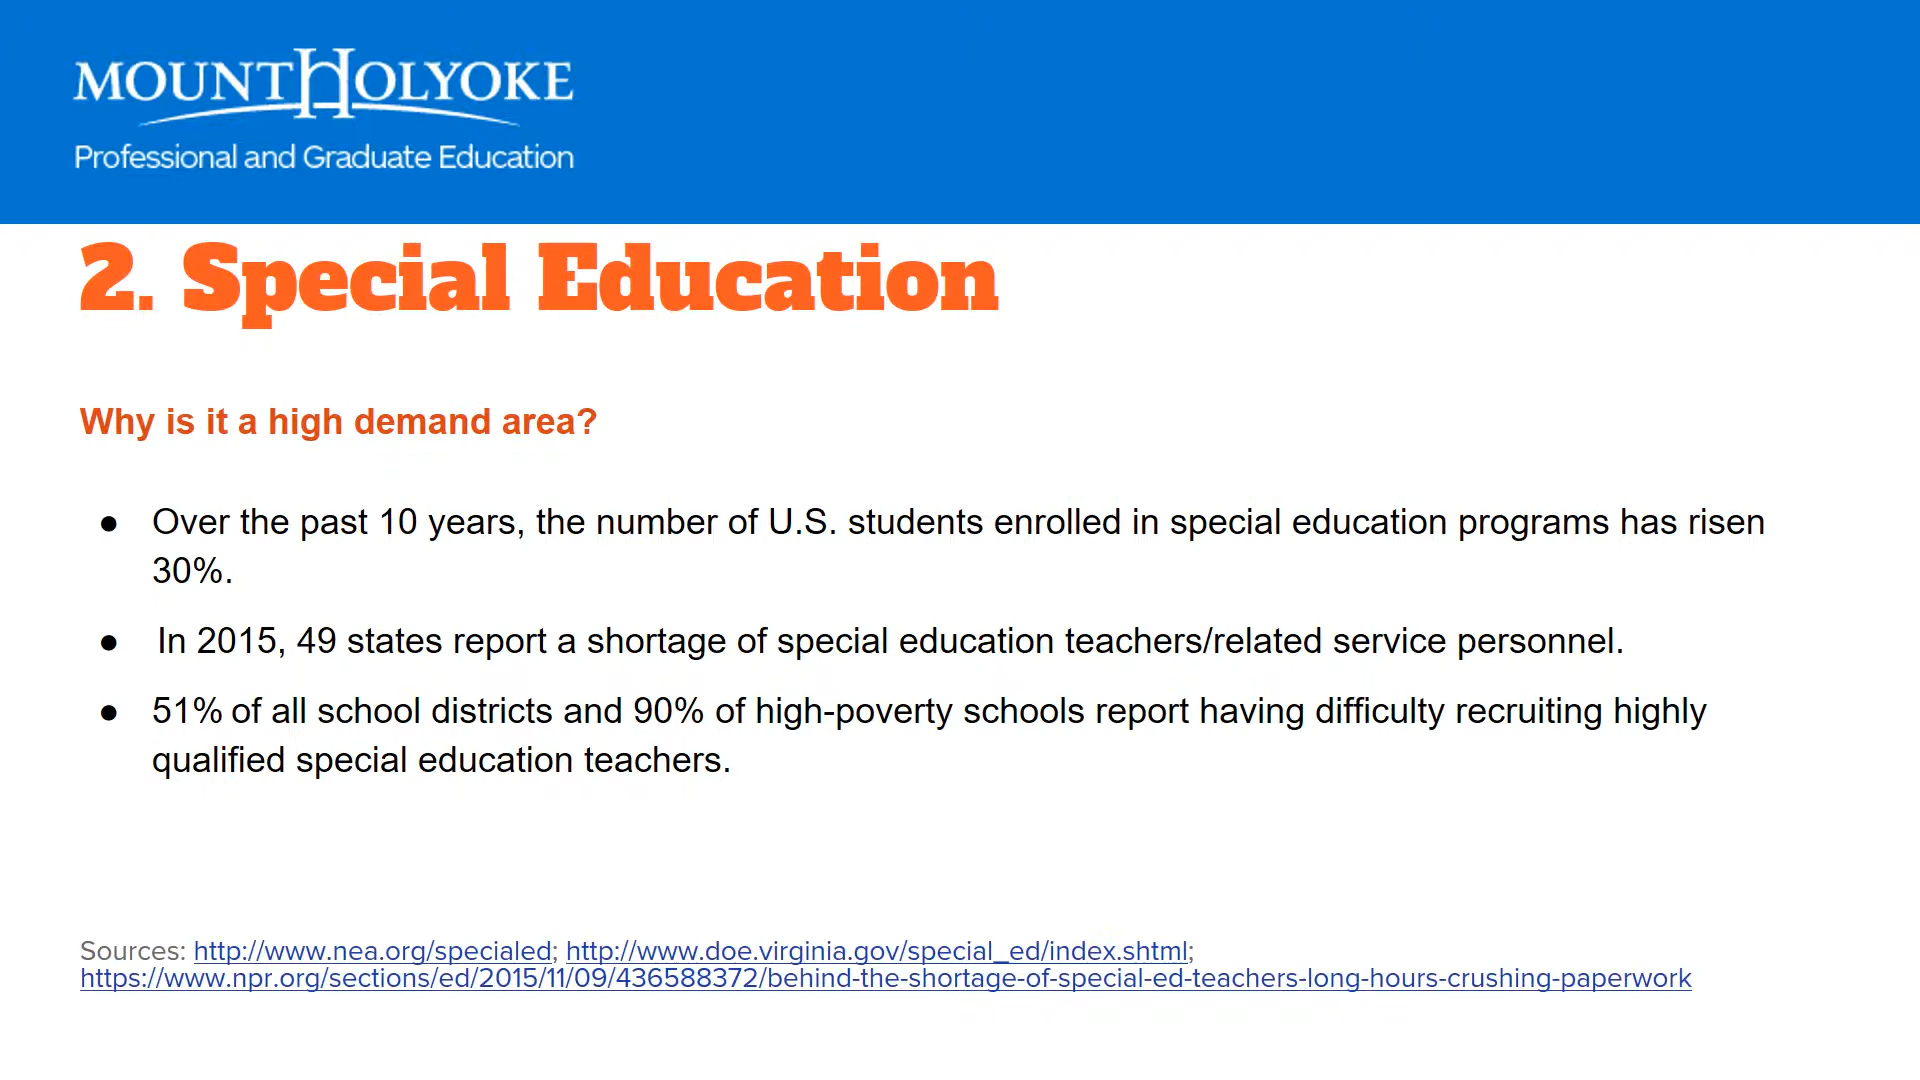 MOUNT HOLYOKE
Professional and Graduate Education
2. Special Education
Why is it a high demand area?
● Over the past 10 years, the number of U.S. students enrolled in special education programs has risen
30%.
● In 2015, 49 states report a shortage of special education teachers/related service personnel.
● 51% of all school districts and 90% of high-poverty schools report having difficulty recruiting highly
qualified special education teachers.
Sources: http://www.nea.org/specialed; http://www.doe.virginia.gov/special_ed/index.shtml;
https://www.npr.org/sections/ed/2015/11/09/436588372/behind-the-shortage-of-special-ed-teachers-long-hours-crushing-paperwork